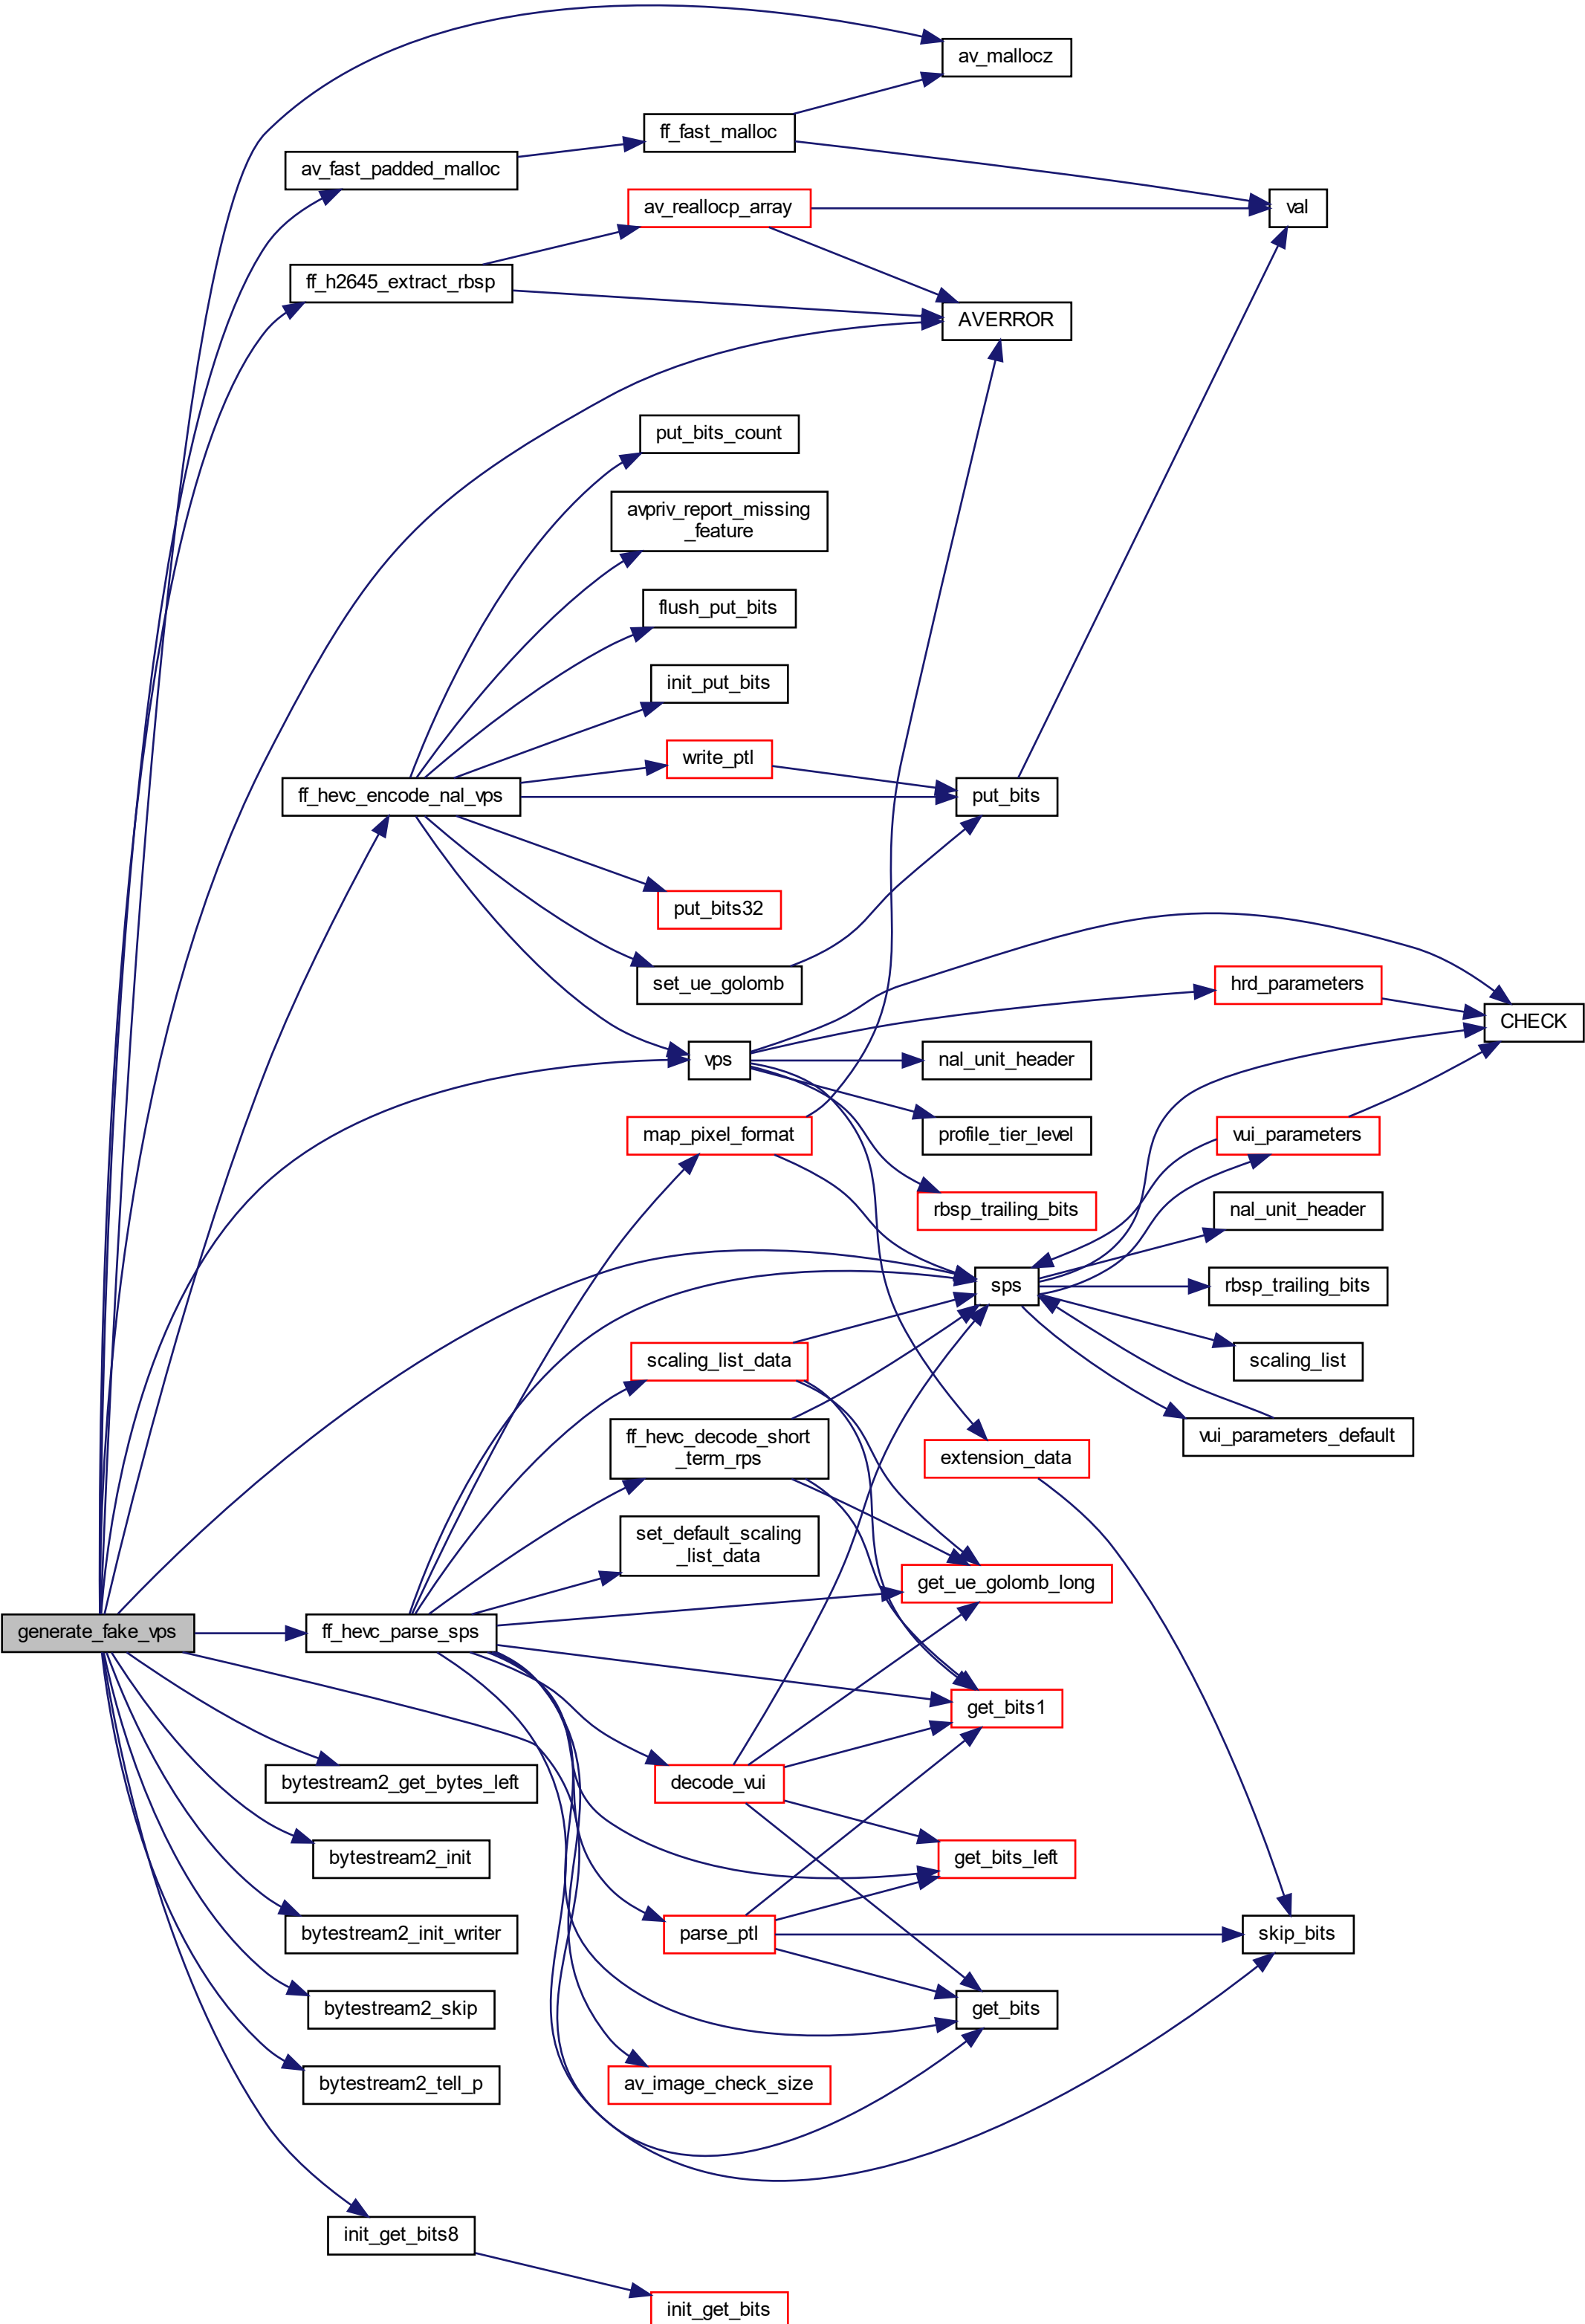 av_mallocz
ff_fast_malloc
av_fast_padded_malloc
av_reallocp_array
val
ff_h2645_extract_rbsp
AVERROR
put_bits_count
avpriv_report_missing
_feature
flush_put_bits
init_put_bits
write_ptl
ff_hevc_encode_nal_vps
put_bits
put_bits32
set_ue_golomb
hrd_parameters
CHECK
vps
nal_unit_header
map_pixel_format
profile_tier_level
vui_parameters
rbsp_trailing_bits
nal_unit_header
sps
rbsp_trailing_bits
scaling_list_data
scaling_list
ff_hevc_decode_short
_term_rps
vui_parameters_default
extension_data
set_default_scaling
_list_data
get_ue_golomb_long
generate_fake_vps
ff_hevc_parse_sps
get_bits1
bytestream2_get_bytes_left
decode_vui
bytestream2_init
get_bits_left
bytestream2_init_writer
parse_ptl
skip_bits
bytestream2_skip
get_bits
bytestream2_tell_p
av_image_check_size
init_get_bits8
init_get_bits